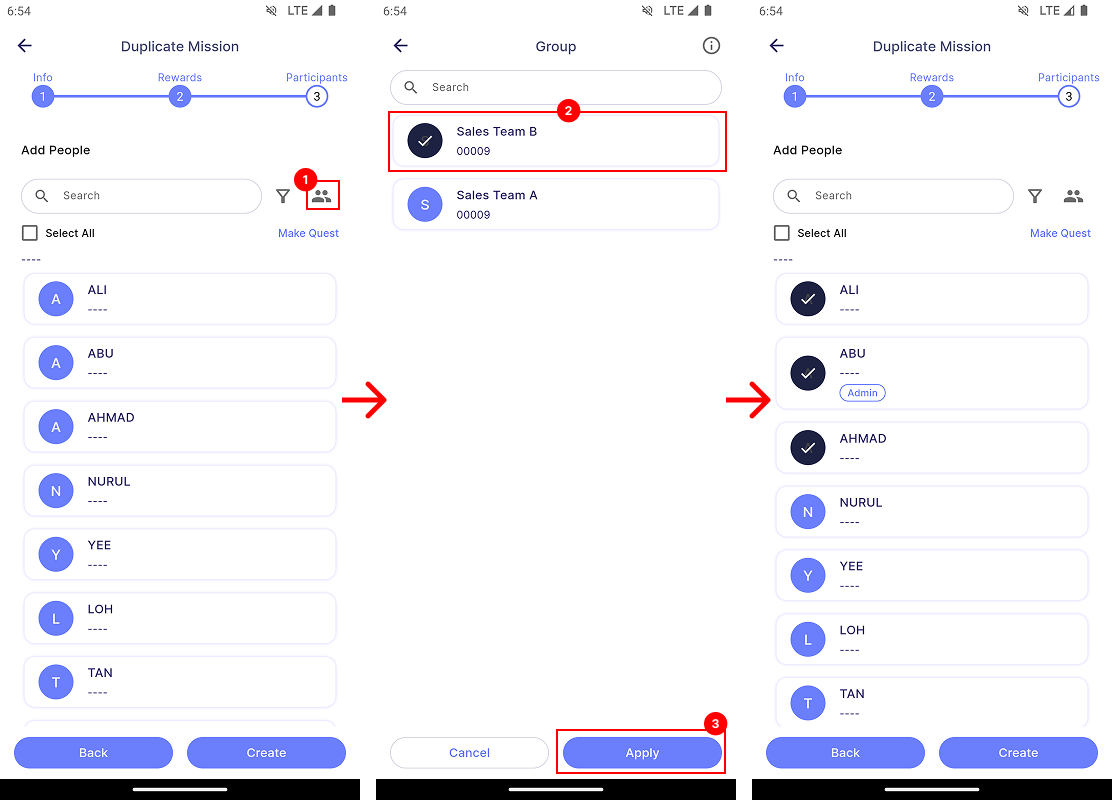 6:54
LTE
Duplicate Mission
Info
Rewards
Participants
1
2
3
Add People
1
Search
Select All
Make Quest
----
A
ALI
----
A
ABU
----
A
AHMAD
----
N
NURUL
----
Y
YEE
----
L
LOH
----
T
TAN
----
Back
Create
6:54
LTE
Group
Search
2
Sales Team B
00009
S
Sales Team A
00009
3
Cancel
Apply
6:54
LTE
Duplicate Mission
Info
Rewards
Participants
1
2
3
Add People
Search
Select All
Make Quest
----
ALI
----
ABU
----
Admin
AHMAD
----
N
NURUL
----
Y
YEE
----
L
LOH
----
T
TAN
----
Back
Create